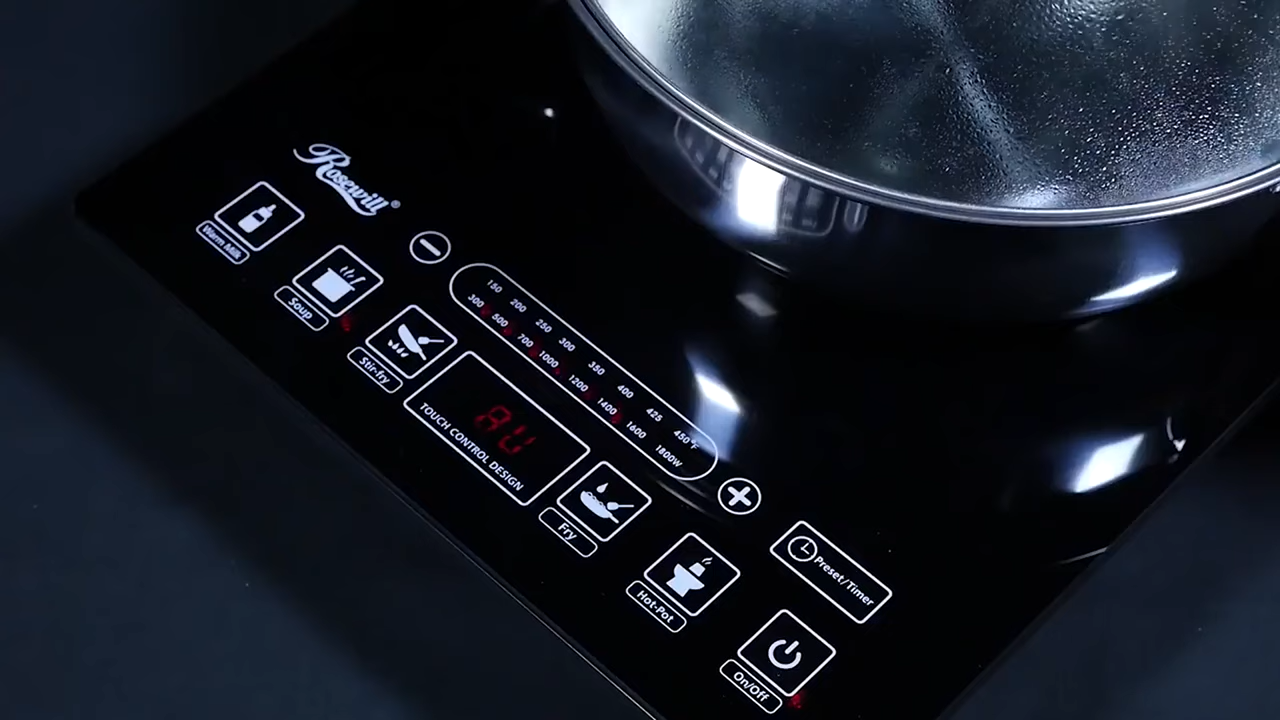 Rosewill®
Warm Milk
Soup
Stir-fry
150 200 250 300 350 400 425 450°F
300 500 700 1000 1200 1400 1600 1800W
AU
TOUCH CONTROL DESIGN
Fry
Hot-Pot
Preset/Timer
On/Off